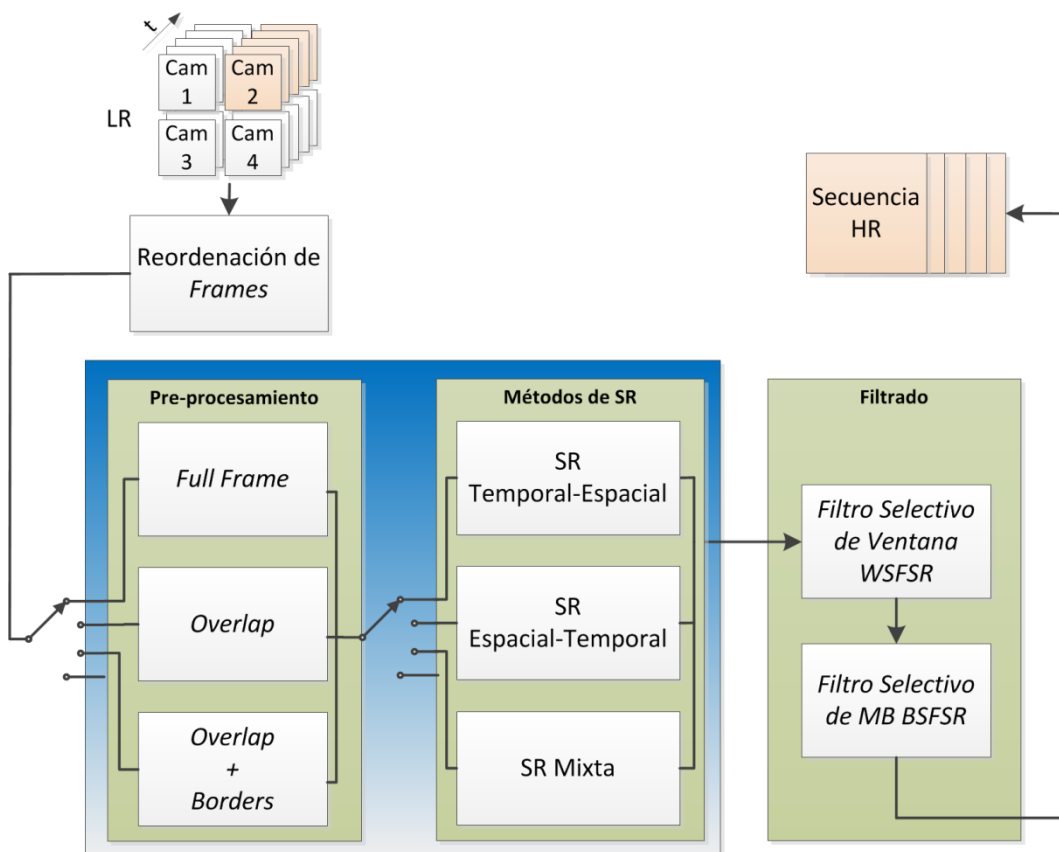 t
Cam
1
Cam
2
LR
Cam
3
Cam
4
Reordenación de
Frames
Secuencia
HR
Pre-procesamiento
Full Frame
Overlap
Overlap
+
Borders
Métodos de SR
SR
Temporal-Espacial
SR
Espacial-Temporal
SR Mixta
Filtrado
Filtro Selectivo
de Ventana
WSFSR
Filtro Selectivo
de MB BSFSR